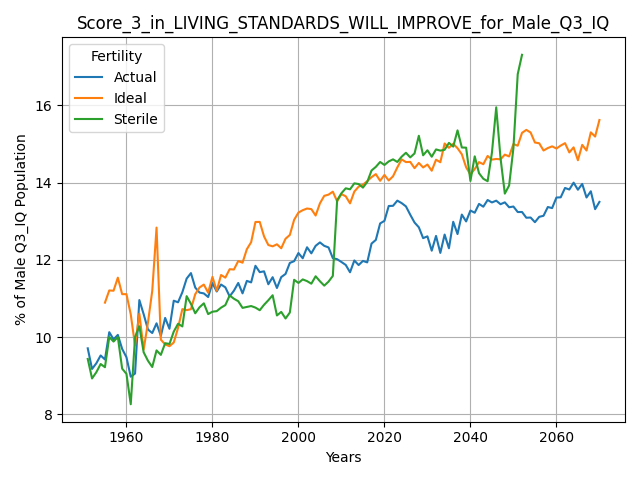 Score_3_in_LIVING_STANDARDS_WILL_IMPROVE_for_Male_Q3_IQ
Fertility
Actual
Ideal
Sterile
% of Male Q3_IQ Population
16
14
12
10
8
1960
1980
2000
2020
2040
2060
Years